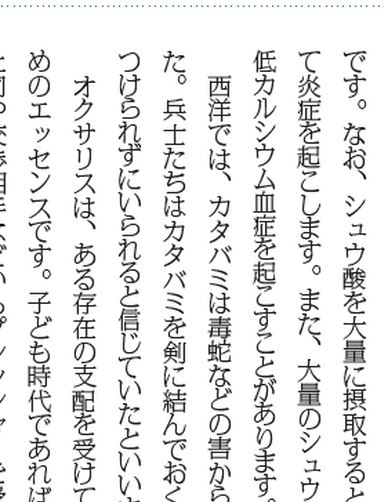 です。なお、シュウ酸を大量に摂取すると
て炎症を起こします。また、大量のシュウ
低カルシウム血症を起こすことがあります。
西洋では、カタバミは毒蛇などの害から
た。兵士たちはカタバミを剣に結んでおく
つけられずにいられると信じていたといいま
オクサリスは、ある存在の支配を受けて
めのエッセンスです。子ども時代であれば